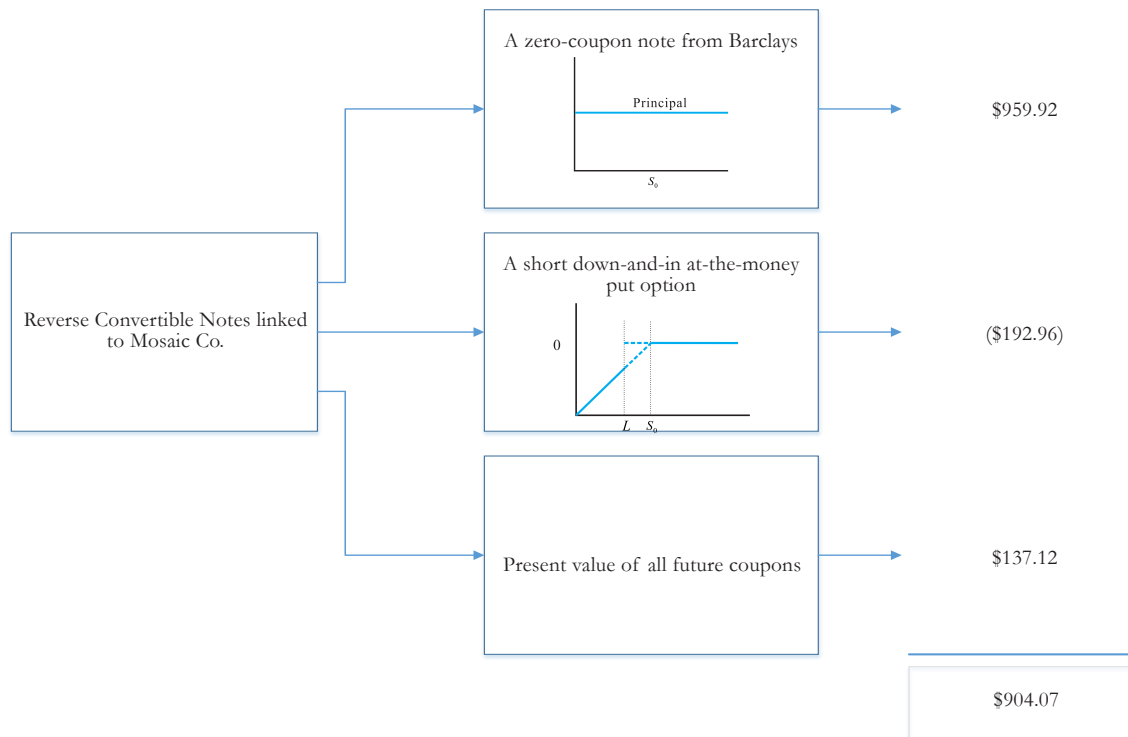 A zero-coupon note from Barclays
Principal
S₀
$959.92
Reverse Convertible Notes linked
to Mosaic Co.
A short down-and-in at-the-money
put option
0
L S₀
($192.96)
Present value of all future coupons
$137.12
$904.07